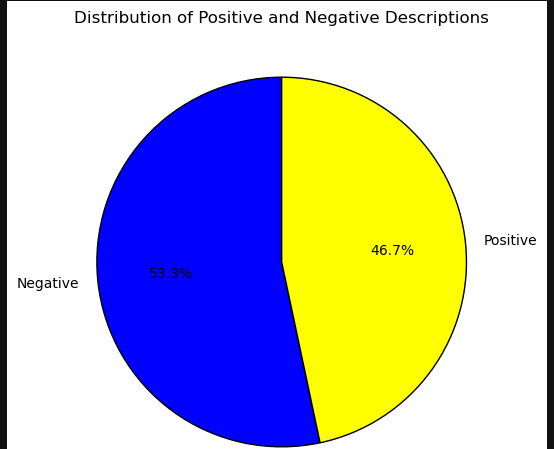 Distribution of Positive and Negative Descriptions
Positive
46.7%
53.3%
Negative